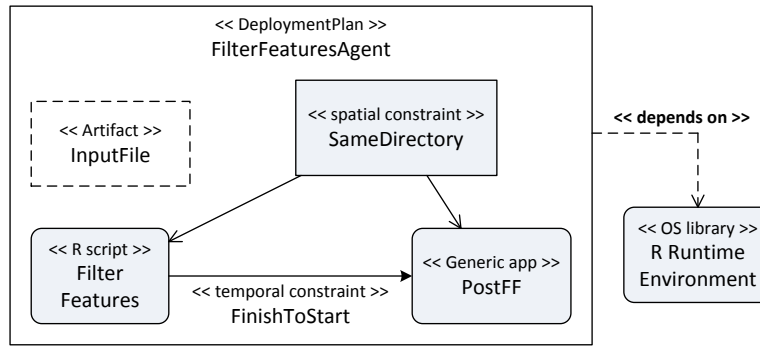 << DeploymentPlan >>
FilterFeaturesAgent
<< Artifact >>
InputFile
<< spatial constraint >>
SameDirectory
<< depends on >>
<< R script >>
Filter
Features
<< temporal constraint >>
FinishToStart
<< Generic app >>
PostFF
<< OS library >>
R Runtime
Environment